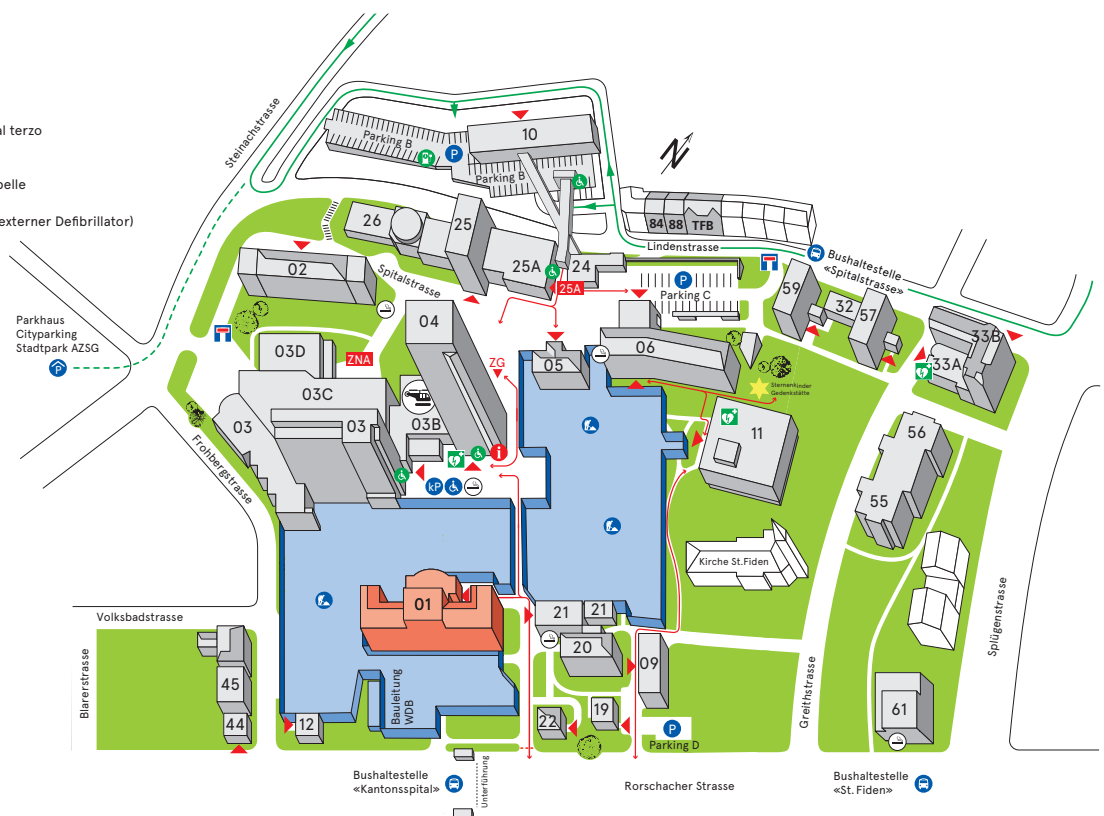 al terzo
pelle
externer Defibrillator)
Steinachstrasse
Parking B
P
10
Parking B
N
84 88 TFB
Lindenstrasse
Bushaltestelle
«Spitalstrasse»
26
25
25A
24
25A
02
Spitalstrasse
P
Parking C
59
32
57
33B
33A
Parkhaus
Cityparking
Stadtpark AZSG
P
04
03D
ZNA
03C
03
03
03B
ZG
05
06
Sternenkinder
Gedenkstätte
11
56
55
i
kP
Frohbergstrasse
Kirche St.Fiden
01
21
21
20
09
Volksbadstrasse
Blarerstrasse
45
44
12
Bauleitung
WDB
22
19
P
Parking D
Greithstrasse
Splügenstrasse
61
Bushaltestelle
«Kantonsspital»
Unterführung
Rorschacher Strasse
Bushaltestelle
«St. Fiden»